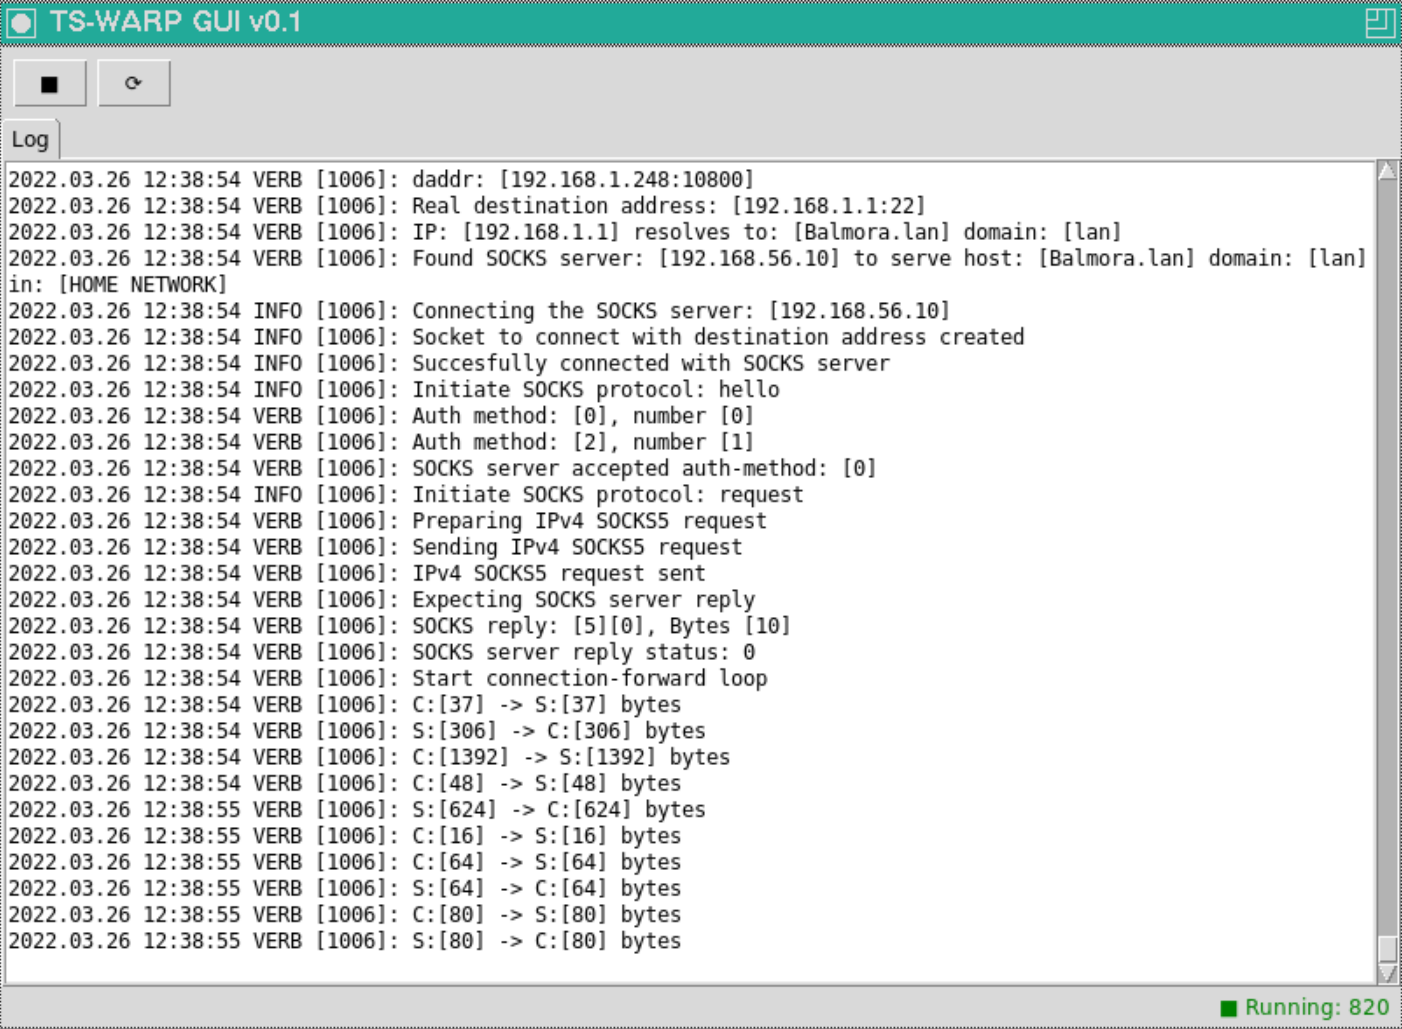 TS-WARP GUI v0.1
Log
2022.03.26 12:38:54 VERB [1006]: daddr: [192.168.1.248:10800]
2022.03.26 12:38:54 VERB [1006]: Real destination address: [192.168.1.1:22]
2022.03.26 12:38:54 VERB [1006]: IP: [192.168.1.1] resolves to: [Balmora.lan] domain: [lan]
2022.03.26 12:38:54 VERB [1006]: Found SOCKS server: [192.168.56.10] to serve host: [Balmora.lan] domain: [lan]
in: [HOME NETWORK]
2022.03.26 12:38:54 INFO [1006]: Connecting the SOCKS server: [192.168.56.10]
2022.03.26 12:38:54 INFO [1006]: Socket to connect with destination address created
2022.03.26 12:38:54 INFO [1006]: Succesfully connected with SOCKS server
2022.03.26 12:38:54 INFO [1006]: Initiate SOCKS protocol: hello
2022.03.26 12:38:54 VERB [1006]: Auth method: [0], number [0]
2022.03.26 12:38:54 VERB [1006]: Auth method: [2], number [1]
2022.03.26 12:38:54 VERB [1006]: SOCKS server accepted auth-method: [0]
2022.03.26 12:38:54 INFO [1006]: Initiate SOCKS protocol: request
2022.03.26 12:38:54 VERB [1006]: Preparing IPv4 SOCKS5 request
2022.03.26 12:38:54 VERB [1006]: Sending IPv4 SOCKS5 request
2022.03.26 12:38:54 VERB [1006]: IPv4 SOCKS5 request sent
2022.03.26 12:38:54 VERB [1006]: Expecting SOCKS server reply
2022.03.26 12:38:54 VERB [1006]: SOCKS reply: [5][0], Bytes [10]
2022.03.26 12:38:54 VERB [1006]: SOCKS server reply status: 0
2022.03.26 12:38:54 VERB [1006]: Start connection-forward loop
2022.03.26 12:38:54 VERB [1006]: C:[37] -> S:[37] bytes
2022.03.26 12:38:54 VERB [1006]: S:[306] -> C:[306] bytes
2022.03.26 12:38:54 VERB [1006]: C:[1392] -> S:[1392] bytes
2022.03.26 12:38:54 VERB [1006]: C:[48] -> S:[48] bytes
2022.03.26 12:38:55 VERB [1006]: S:[624] -> C:[624] bytes
2022.03.26 12:38:55 VERB [1006]: C:[16] -> S:[16] bytes
2022.03.26 12:38:55 VERB [1006]: C:[64] -> S:[64] bytes
2022.03.26 12:38:55 VERB [1006]: S:[64] -> C:[64] bytes
2022.03.26 12:38:55 VERB [1006]: C:[80] -> S:[80] bytes
2022.03.26 12:38:55 VERB [1006]: S:[80] -> C:[80] bytes
Running: 820